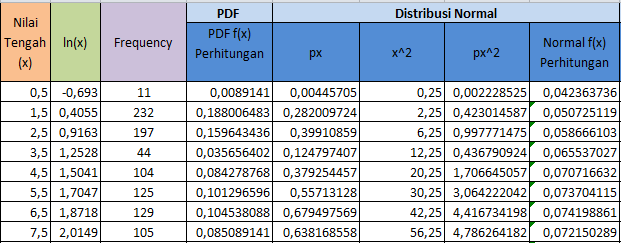 Nilai Tengah (x) ln(x) Frequency PDF Distribusi Normal
PDF f(x) Perhitungan px x^2 px^2 Normal f(x) Perhitungan
0,5 -0,693 11 0,0089141 0,00445705 0,25 0,002228525 0,042363736
1,5 0,4055 232 0,188006483 0,282009724 2,25 0,423014587 0,050725119
2,5 0,9163 197 0,159643436 0,39910859 6,25 0,997771475 0,058666103
3,5 1,2528 44 0,035656402 0,124797407 12,25 0,436790924 0,065537027
4,5 1,5041 104 0,084278768 0,379254457 20,25 1,706645057 0,070716632
5,5 1,7047 125 0,101296596 0,55713128 30,25 3,064222042 0,073704115
6,5 1,8718 129 0,104538088 0,679497569 42,25 4,416734198 0,074198861
7,5 2,0149 105 0,085089141 0,638168558 56,25 4,786264182 0,072150289